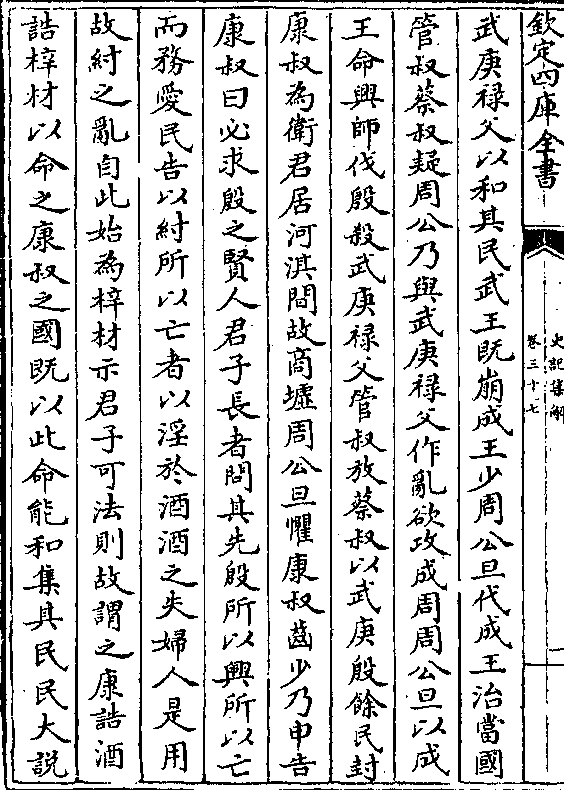 欽定四庫全書
史記集解
卷三十七
武庚禄父以和其民武王既崩成王少周公旦代成王治當國
管叔蔡叔疑周公乃與武庚禄父作亂欲攻成周周公旦以成
王命興師伐殷殺武庚禄父管叔放蔡叔以武庚殷餘民封
康叔為衛君居河淇間故商墟周公旦懼康叔齒少乃申告
康叔曰必求殷之賢人君子長者問其先殷所以興所以亡
而務愛民告以紂所以亡者以淫於酒酒之失婦人是用
故紂之亂自此始為梓材示君子可法則故謂之康誥酒
誥梓材以命之康叔之國既以此命能和集其民民大説